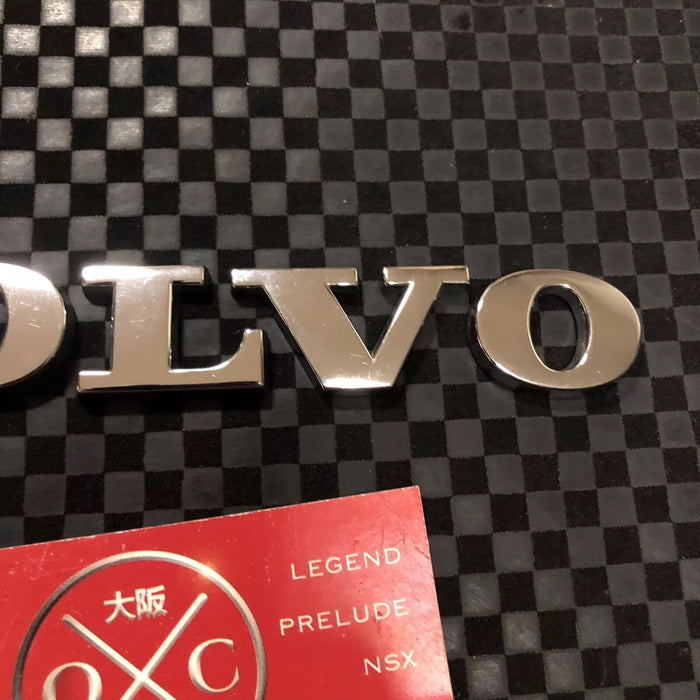 OLVO
大阪
O C
LEGEND
PRELUDE
NSX